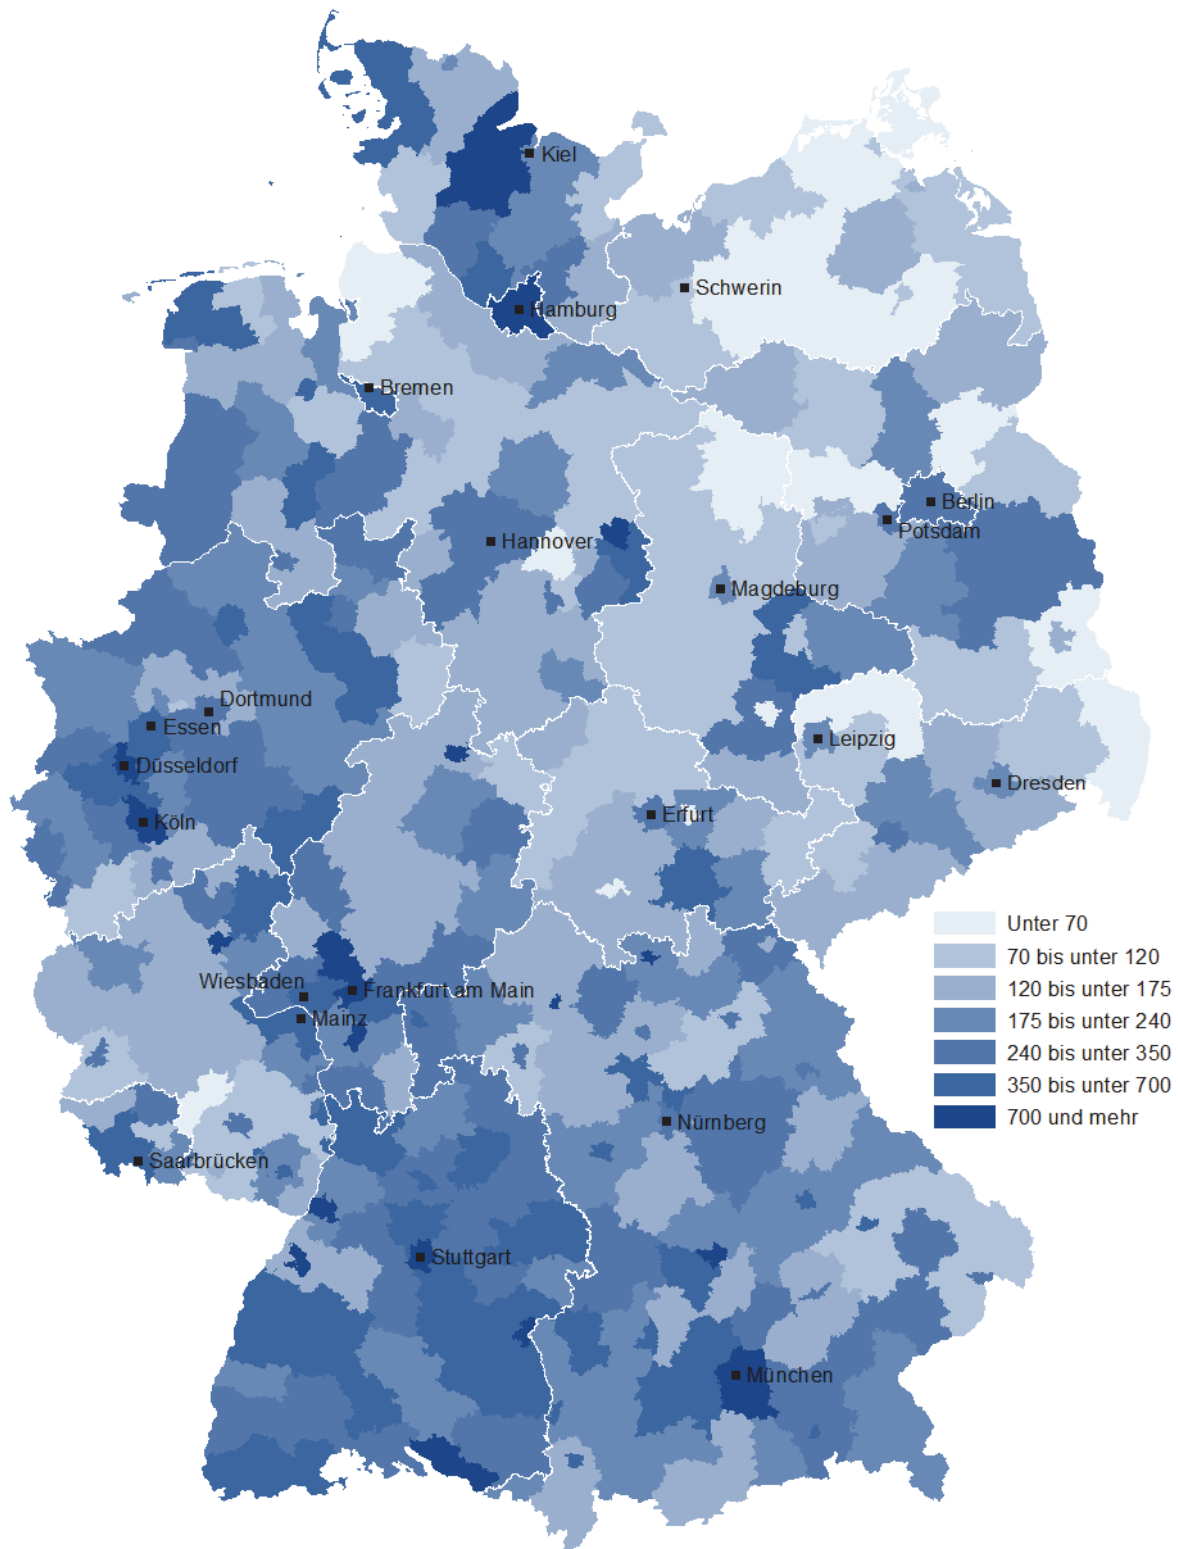 Kiel
Schwerin
Hamburg
Bremen
Berlin
Potsdam
Hannover
Magdeburg
Dortmund
Essen
Leipzig
Düsseldorf
Dresden
Köln
Erfurt
Unter 70
70 bis unter 120
120 bis unter 175
175 bis unter 240
240 bis unter 350
350 bis unter 700
700 und mehr
Wiesbaden
Frankfurt am Main
Mainz
Nürnberg
Saarbrücken
Stuttgart
München